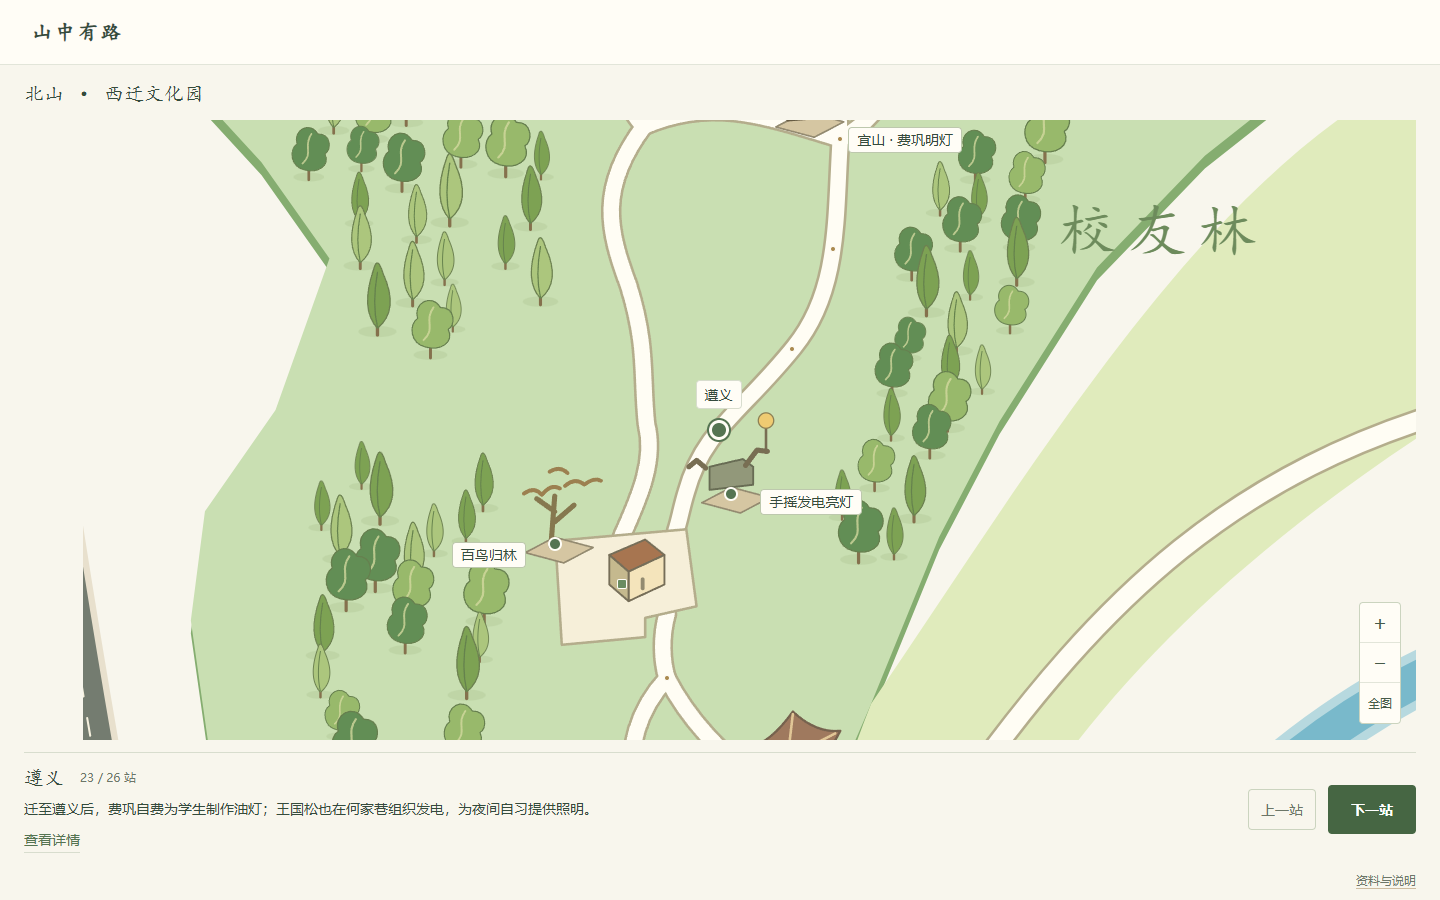 山中有路
北山 • 西迁文化园
宜山 · 费巩明灯
校友林
遵义
手摇发电亮灯
百鸟归林
+
−
全图
遵义 23 / 26 站
迁至遵义后，费巩自费为学生制作油灯；王国松也在何家巷组织发电，为夜间自习提供照明。
查看详情
上一站
下一站
资料与说明